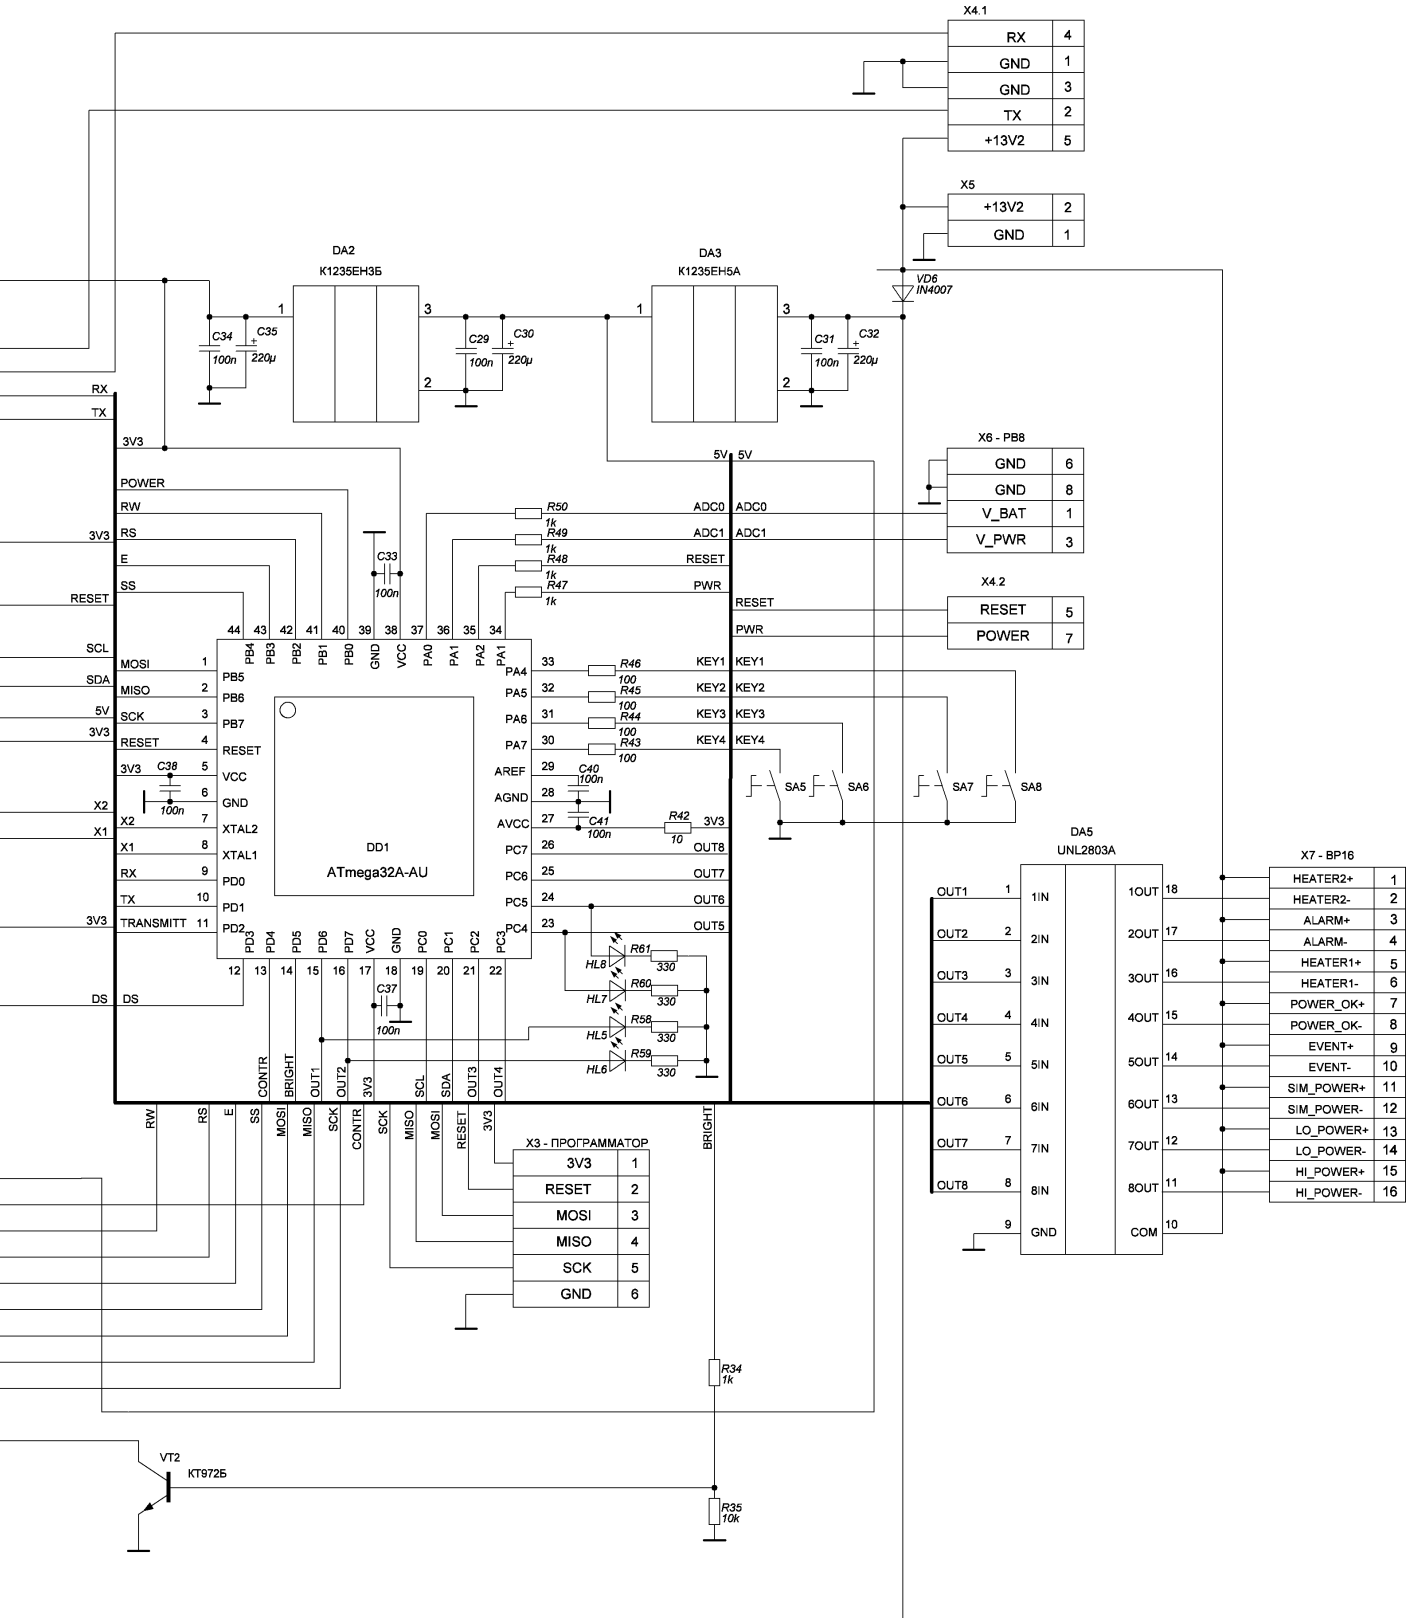 X4.1
RX 4
GND 1
GND 3
TX 2
+13V2 5
X5
+13V2 2
GND 1
DA2
К1235ЕН3Б
1
3
2
DA3
К1235ЕН5А
1
3
2
VD6
IN4007
C34
100n
C35
+
220µ
C29
100n
C30
+
220µ
C31
100n
C32
+
220µ
RX
TX
3V3
POWER
RW
3V3
RS
E
SS
RESET
SCL
MOSI
SDA
MISO
5V
SCK
3V3
RESET
3V3
C38
100n
X2
X2
X1
X1
RX
TX
3V3
TRANSMITT
DS
DS
5V
5V
X6 - PB8
GND 6
GND 8
V_BAT 1
V_PWR 3
R50
1k
ADC0
ADC0
R49
1k
ADC1
ADC1
R48
1k
RESET
R47
1k
PWR
C33
100n
X4.2
RESET
RESET 5
PWR
POWER 7
44 43 42 41 40 39 38 37 36 35 34
PB4 PB3 PB2 PB1 PB0 GND VCC PA0 PA1 PA2 PA1
1 PB5
2 PB6
3 PB7
4 RESET
5 VCC
6 GND
7 XTAL2
8 XTAL1
9 PD0
10 PD1
11 PD2
DD1
ATmega32A-AU
PA4 33
PA5 32
PA6 31
PA7 30
AREF 29
AGND 28
AVCC 27
PC7 26
PC6 25
PC5 24
PC4 23
PD3 PD4 PD5 PD6 PD7 VCC GND PC0 PC1 PC2 PC3
12 13 14 15 16 17 18 19 20 21 22
R46
100
KEY1
KEY1
R45
100
KEY2
KEY2
R44
100
KEY3
KEY3
R43
100
KEY4
KEY4
C40
100n
C41
100n
R42
10
3V3
OUT8
OUT7
OUT6
OUT5
SA5
SA6
SA7
SA8
HL8
R61
330
HL7
R60
330
HL5
R58
330
HL6
R59
330
C37
100n
CONTR
BRIGHT
OUT1
OUT2
3V3
SCL
SDA
OUT3
OUT4
RW
RS
E
SS
MOSI
MISO
SCK
CONTR
SCK
MISO
MOSI
RESET
3V3
BRIGHT
X3 - ПРОГРАММАТОР
3V3 1
RESET 2
MOSI 3
MISO 4
SCK 5
GND 6
DA5
UNL2803A
OUT1 1 1IN 1OUT 18
OUT2 2 2IN 2OUT 17
OUT3 3 3IN 3OUT 16
OUT4 4 4IN 4OUT 15
OUT5 5 5IN 5OUT 14
OUT6 6 6IN 6OUT 13
OUT7 7 7IN 7OUT 12
OUT8 8 8IN 8OUT 11
9 GND COM 10
X7 - BP16
HEATER2+ 1
HEATER2- 2
ALARM+ 3
ALARM- 4
HEATER1+ 5
HEATER1- 6
POWER_OK+ 7
POWER_OK- 8
EVENT+ 9
EVENT- 10
SIM_POWER+ 11
SIM_POWER- 12
LO_POWER+ 13
LO_POWER- 14
HI_POWER+ 15
HI_POWER- 16
R34
1k
VT2
КТ972Б
R35
10k